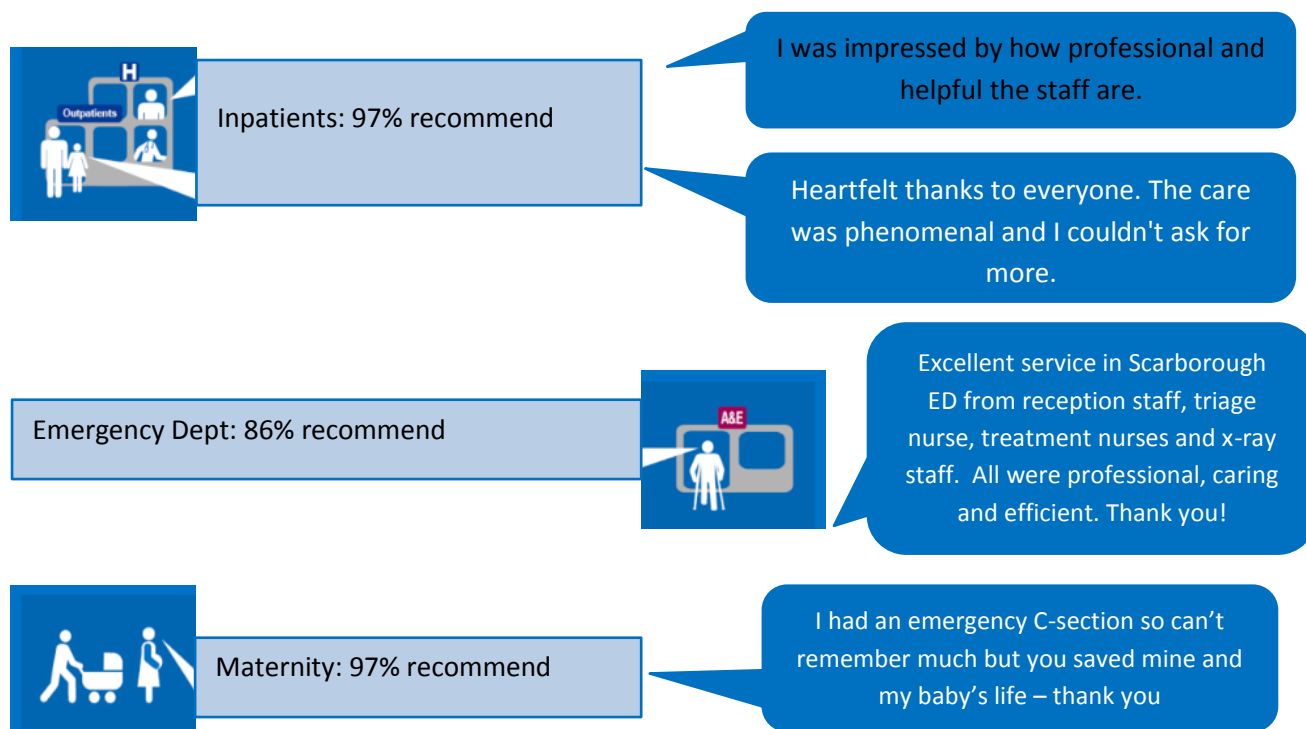 H
Outpatients
Inpatients: 97% recommend
I was impressed by how professional and
helpful the staff are.
Heartfelt thanks to everyone. The care
was phenomenal and I couldn't ask for
more.
Emergency Dept: 86% recommend
A&E
Excellent service in Scarborough
ED from reception staff, triage
nurse, treatment nurses and x-ray
staff.  All were professional, caring
and efficient. Thank you!
Maternity: 97% recommend
I had an emergency C-section so can’t
remember much but you saved mine and
my baby’s life – thank you